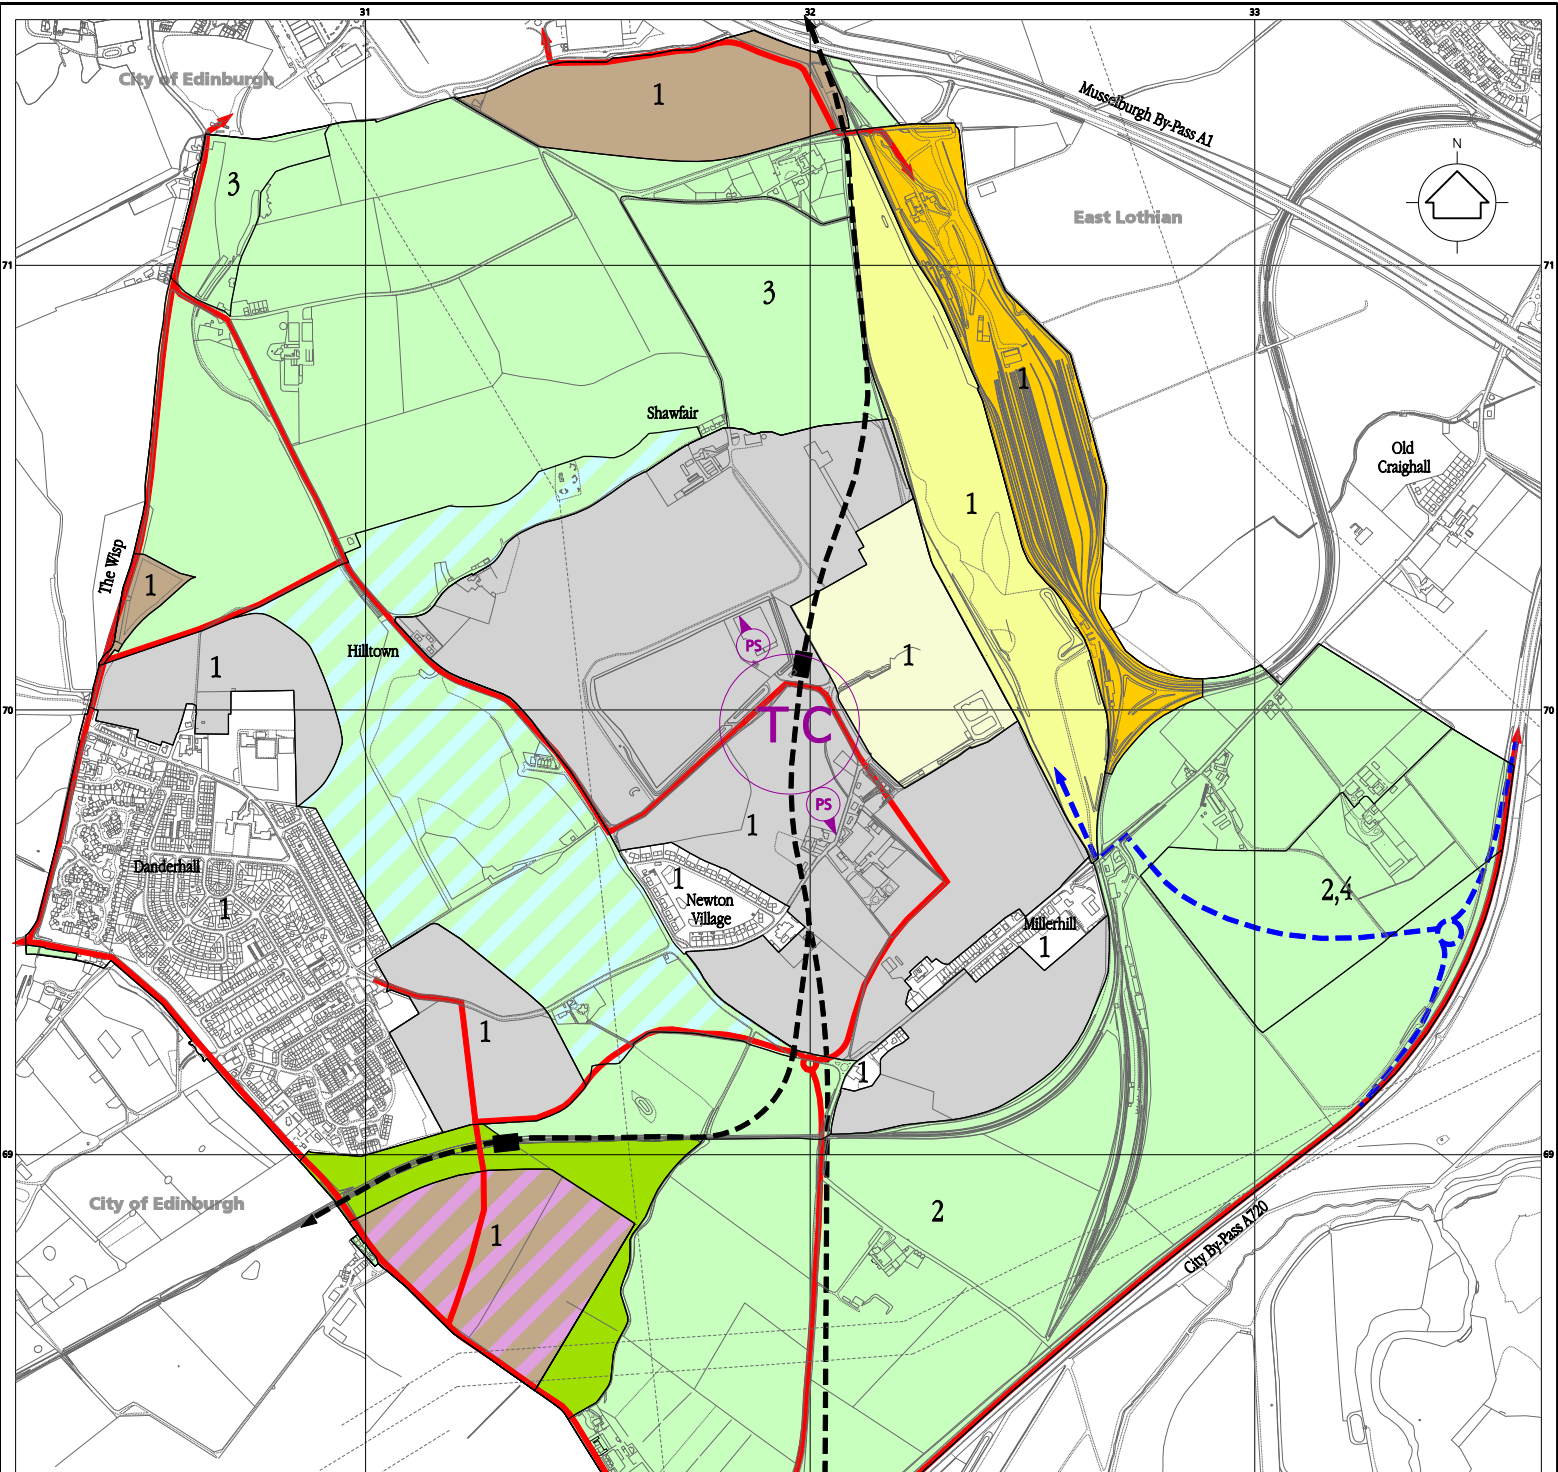 31
32
33
City of Edinburgh
1
Musselburgh By-Pass A1
N
3
East Lothian
71
71
3
1
Shawfair
Old
Craighall
1
The Wisp
1
PS
Hilltown
1
1
70
70
TC
PS
1
Danderhall
1
Newton
Village
2,4
1
Millerhill
1
1
1
69
69
City of Edinburgh
2
1
City By-Pass A720